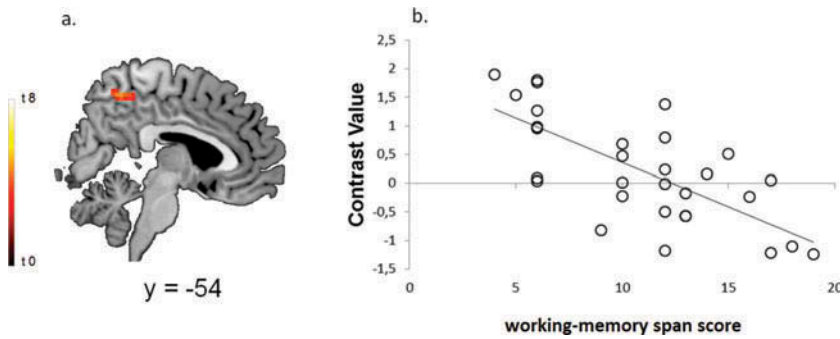 a.
t 8
t 0
y = -54
b.
Contrast Value
2,5
2
1,5
1
0,5
0
-0,5
-1
-1,5
0
5
10
15
20
working-memory span score